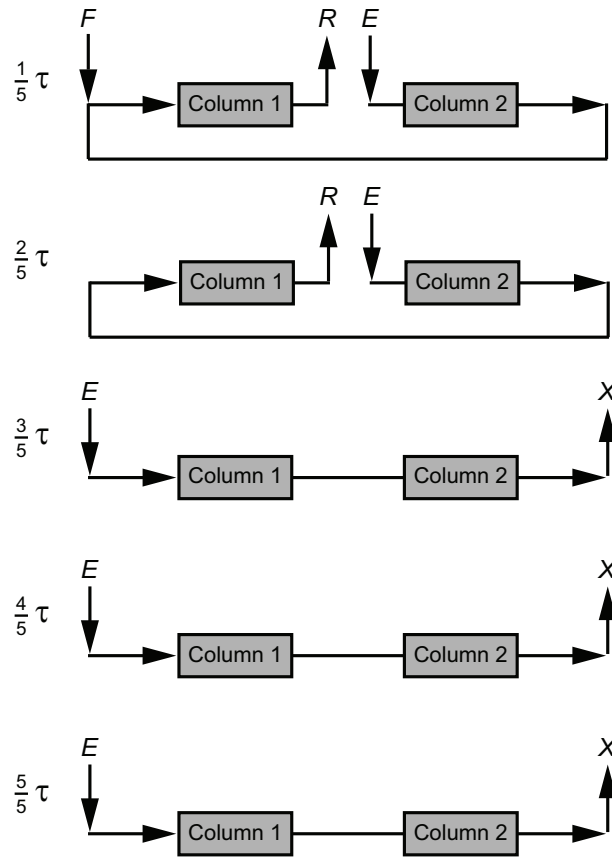 F R E
1/5 τ Column 1 Column 2
R E
2/5 τ Column 1 Column 2
E X
3/5 τ Column 1 Column 2
E X
4/5 τ Column 1 Column 2
E X
5/5 τ Column 1 Column 2